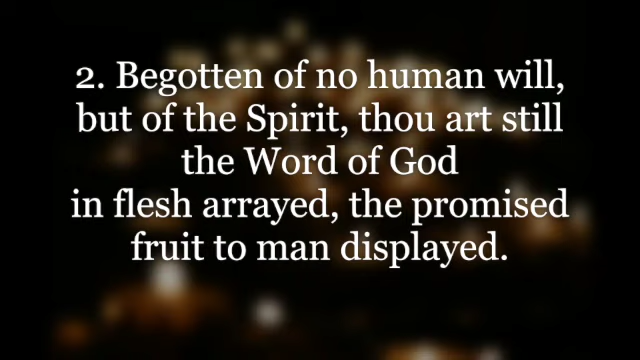 2. Begotten of no human will,
but of the Spirit, thou art still
the Word of God
in flesh arrayed, the promised
fruit to man displayed.